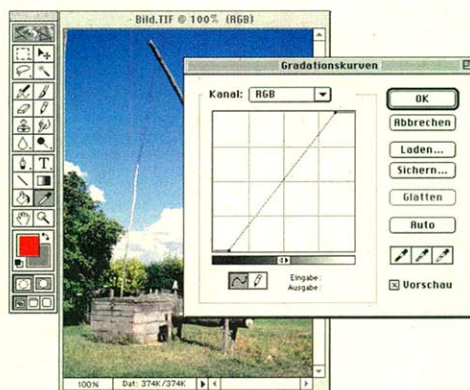 Bild.TIF @ 100% (RGB)
Gradationskurven
Kanal: RGB
OK
Abbrechen
Laden...
Sichern...
Glatten
Auto
Eingabe:
Ausgabe:
Vorschau
T
100% Dat: 374K/374K